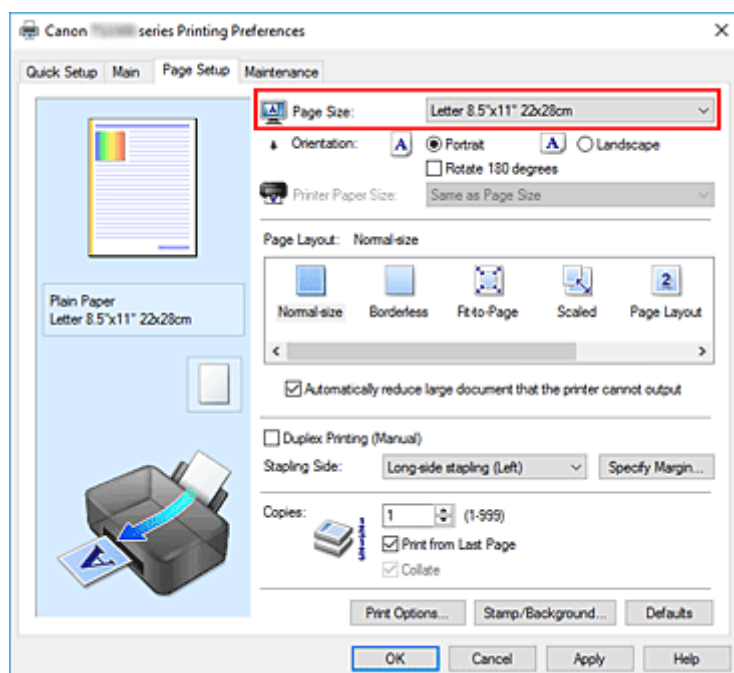 Canon series Printing Preferences
Quick Setup Main Page Setup Maintenance
Page Size: Letter 8.5"x11" 22x28cm
Orientation: A Portrait A Landscape
Rotate 180 degrees
Printer Paper Size: Same as Page Size
Page Layout: Normal-size
2
Normal-size Borderless Fit-to-Page Scaled Page Layout
Plain Paper
Letter 8.5"x11" 22x28cm
Automatically reduce large document that the printer cannot output
Duplex Printing (Manual)
Stapling Side: Long-side stapling (Left) Specify Margin...
Copies: 1 (1-999)
Print from Last Page
Collate
A
Print Options... Stamp/Background... Defaults
OK Cancel Apply Help